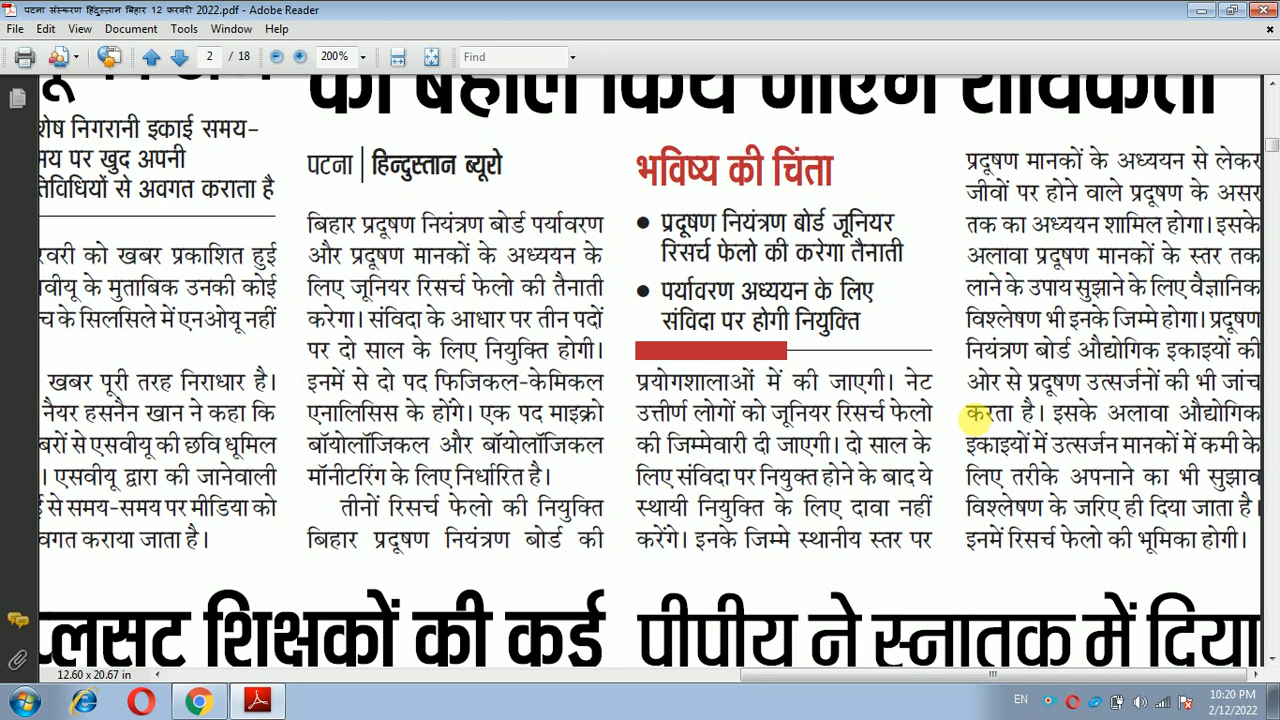 पटना संस्करण हिंदुस्तान बिहार 12 फरवरी 2022.pdf - Adobe Reader
File Edit View Document Tools Window Help
2 / 18 200% Find
को बहाल किये जाएंगे शोधकर्ता
शेष निगरानी इकाई समय-
मय पर खुद अपनी
तिविधियों से अवगत कराता है
रवरी को खबर प्रकाशित हुई
वीयू के मुताबिक उनकी कोई
च के सिलसिले में एनओयू नहीं
खबर पूरी तरह निराधार है।
नैयर हसनैन खान ने कहा कि
बरों से एसवीयू की छवि धूमिल
। एसवीयू द्वारा की जानेवाली
ई से समय-समय पर मीडिया को
वगत कराया जाता है।
पटना | हिन्दुस्तान ब्यूरो
बिहार प्रदूषण नियंत्रण बोर्ड पर्यावरण
और प्रदूषण मानकों के अध्ययन के
लिए जूनियर रिसर्च फेलो की तैनाती
करेगा। संविदा के आधार पर तीन पदों
पर दो साल के लिए नियुक्ति होगी।
इनमें से दो पद फिजिकल-केमिकल
एनालिसिस के होंगे। एक पद माइक्रो
बॉयोलॉजिकल और बॉयोलॉजिकल
मॉनीटरिंग के लिए निर्धारित है।
तीनों रिसर्च फेलो की नियुक्ति
बिहार प्रदूषण नियंत्रण बोर्ड की
भविष्य की चिंता
● प्रदूषण नियंत्रण बोर्ड जूनियर
रिसर्च फेलो की करेगा तैनाती
● पर्यावरण अध्ययन के लिए
संविदा पर होगी नियुक्ति
प्रयोगशालाओं में की जाएगी। नेट
उत्तीर्ण लोगों को जूनियर रिसर्च फेलो
की जिम्मेवारी दी जाएगी। दो साल के
लिए संविदा पर नियुक्त होने के बाद ये
स्थायी नियुक्ति के लिए दावा नहीं
करेंगे। इनके जिम्मे स्थानीय स्तर पर
प्रदूषण मानकों के अध्ययन से लेकर
जीवों पर होने वाले प्रदूषण के असर
तक का अध्ययन शामिल होगा। इसके
अलावा प्रदूषण मानकों के स्तर तक
लाने के उपाय सुझाने के लिए वैज्ञानिक
विश्लेषण भी इनके जिम्मे होगा। प्रदूषण
नियंत्रण बोर्ड औद्योगिक इकाइयों की
ओर से प्रदूषण उत्सर्जनों की भी जांच
करता है। इसके अलावा औद्योगिक
इकाइयों में उत्सर्जन मानकों में कमी के
लिए तरीके अपनाने का भी सुझाव
विश्लेषण के जरिए ही दिया जाता है।
इनमें रिसर्च फेलो की भूमिका होगी।
लसट शिक्षकों की कई
पीपीय ने स्नातक में दिया
12.60 x 20.67 in
EN
10:20 PM
2/12/2022